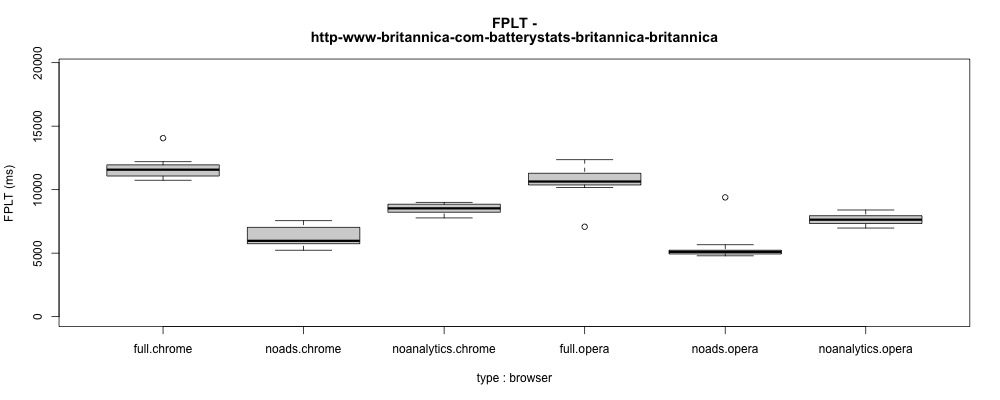 FPLT -
http-www-britannica-com-batterystats-britannica-britannica
FPLT (ms)
20000
15000
10000
5000
0
full.chrome
noads.chrome
noanalytics.chrome
full.opera
noads.opera
noanalytics.opera
type : browser